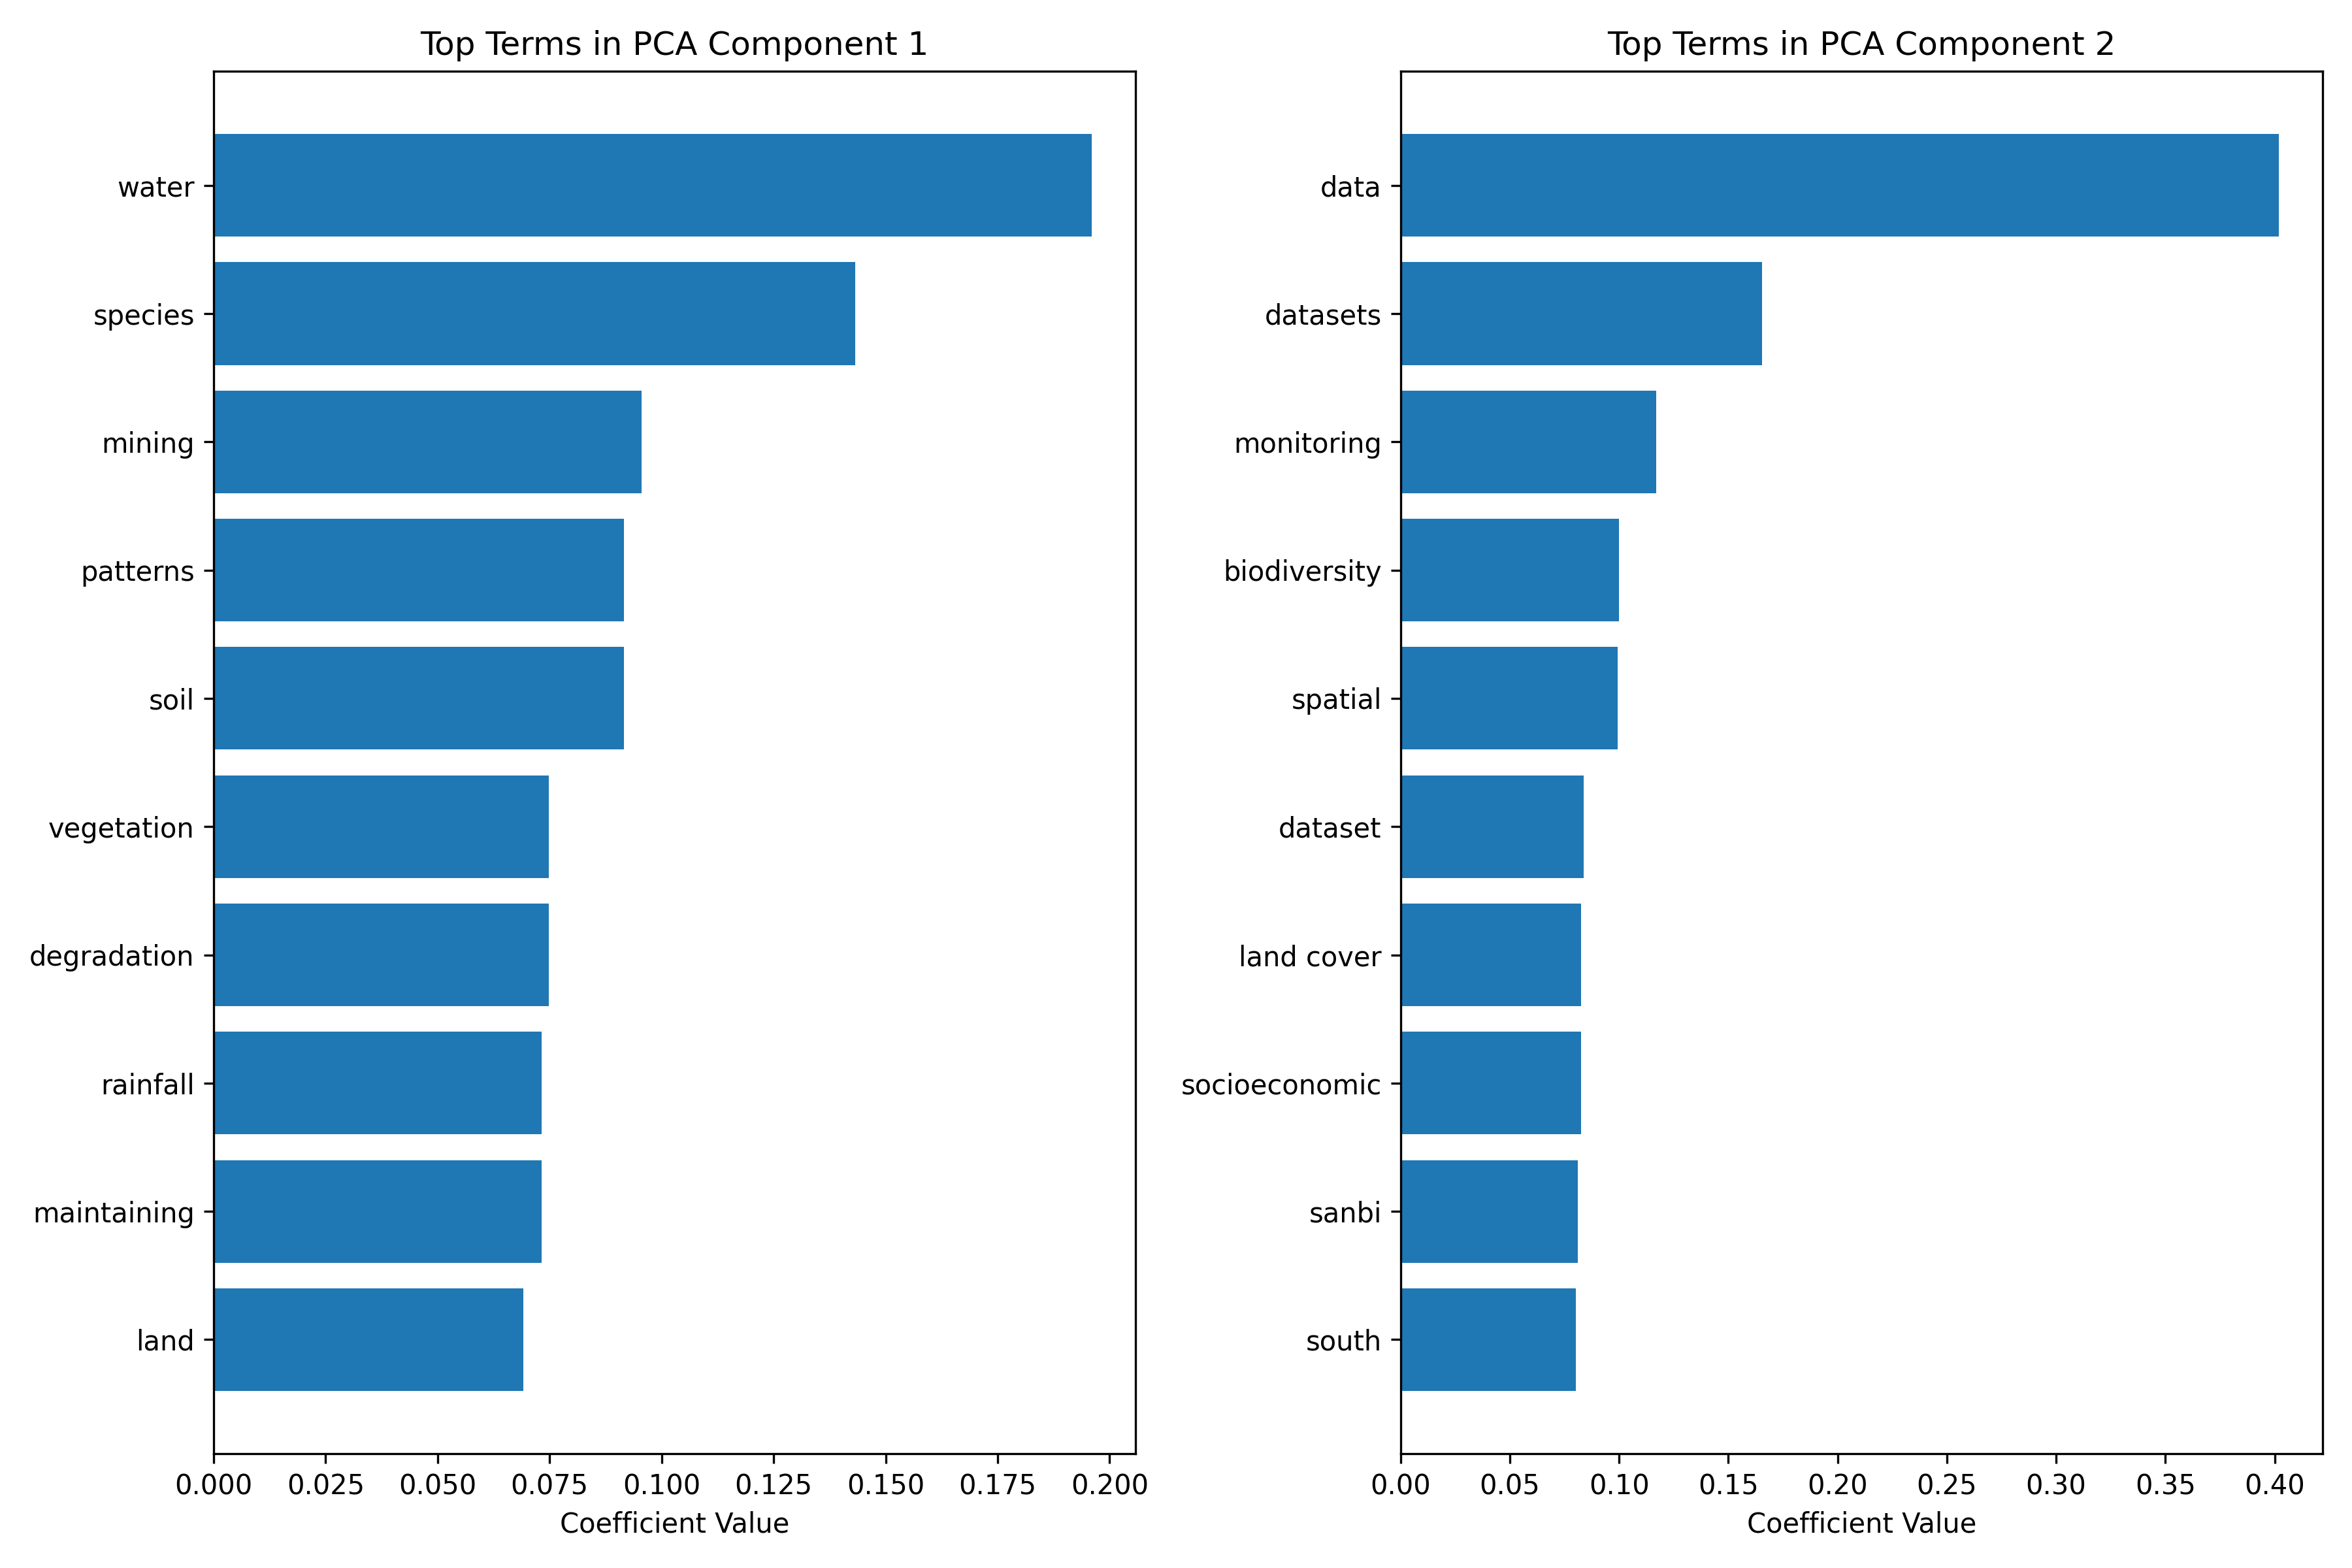 Top Terms in PCA Component 1
water
species
mining
patterns
soil
vegetation
degradation
rainfall
maintaining
land
0.000 0.025 0.050 0.075 0.100 0.125 0.150 0.175 0.200
Coefficient Value
Top Terms in PCA Component 2
data
datasets
monitoring
biodiversity
spatial
dataset
land cover
socioeconomic
sanbi
south
0.00 0.05 0.10 0.15 0.20 0.25 0.30 0.35 0.40
Coefficient Value